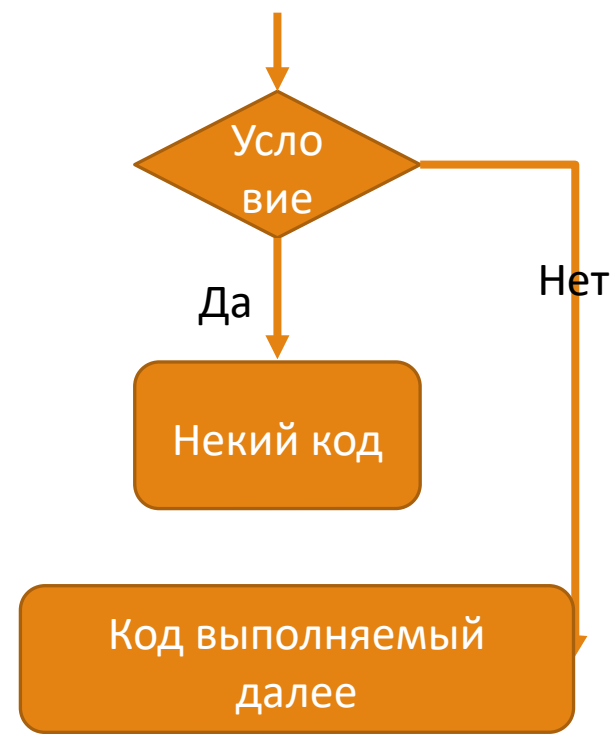 Усло
вие
Да
Нет
Некий код
Код выполняемый
далее